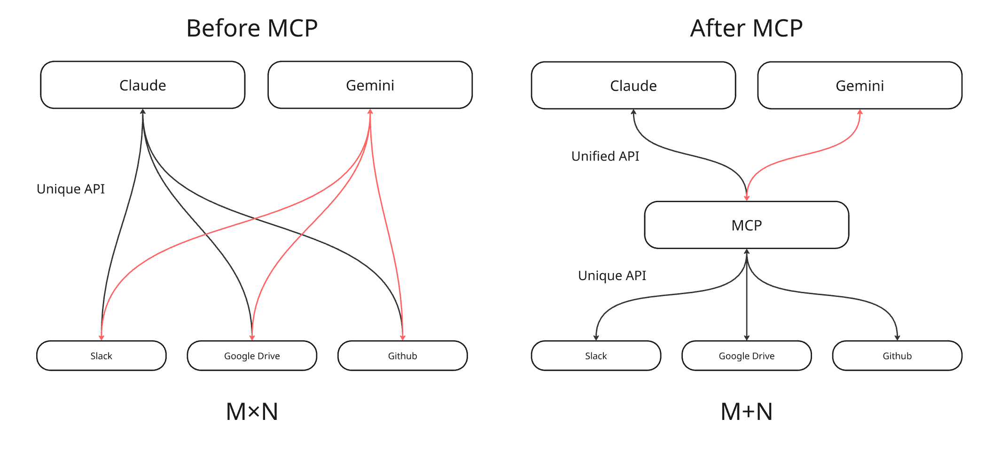 Before MCP
Claude
Gemini
Unique API
Slack
Google Drive
Github
M×N
After MCP
Claude
Gemini
Unified API
MCP
Unique API
Slack
Google Drive
Github
M+N